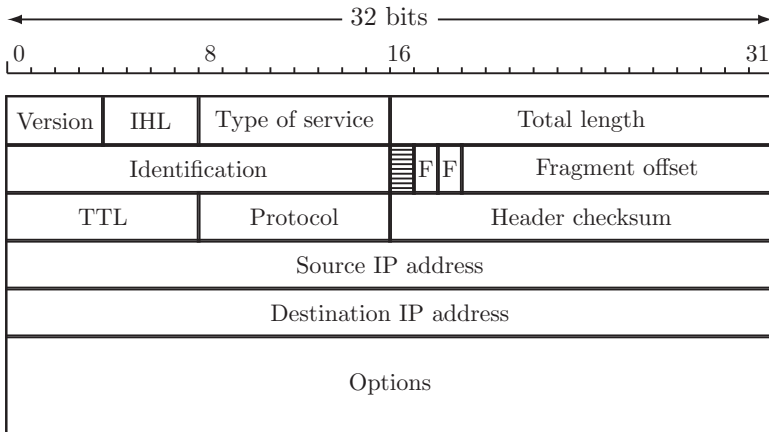 32 bits
0 8 16 31
Version IHL Type of service Total length
Identification F F Fragment offset
TTL Protocol Header checksum
Source IP address
Destination IP address
Options